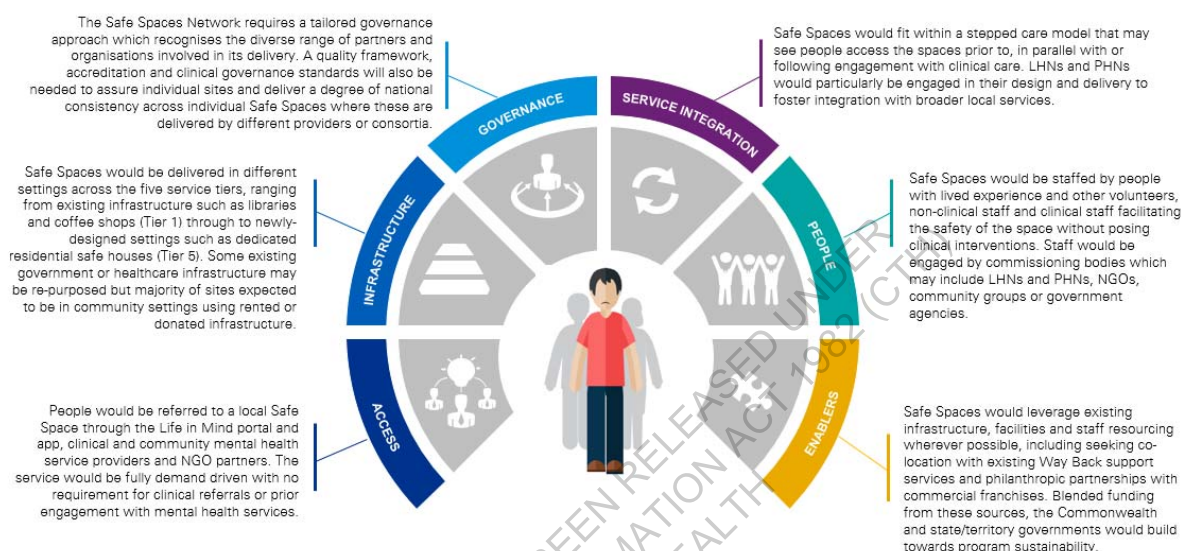 The Safe Spaces Network requires a tailored governance
approach which recognises the diverse range of partners and
organisations involved in its delivery. A quality framework,
accreditation and clinical governance standards will also be
needed to assure individual sites and deliver a degree of national
consistency across individual Safe Spaces where these are
delivered by different providers or consortia.
Safe Spaces would fit within a stepped care model that may
see people access the spaces prior to, in parallel with or
following engagement with clinical care. LHNs and PHNs
would particularly be engaged in their design and delivery to
foster integration with broader local services.
GOVERNANCE
SERVICE INTEGRATION
Safe Spaces would be delivered in different
settings across the five service tiers, ranging
from existing infrastructure such as libraries
and coffee shops (Tier 1) through to newly-
designed settings such as dedicated
residential safe houses (Tier 5). Some existing
government or healthcare infrastructure may
be re-purposed but majority of sites expected
to be in community settings using rented or
donated infrastructure.
INFRASTRUCTURE
PEOPLE
Safe Spaces would be staffed by people
with lived experience and other volunteers,
non-clinical staff and clinical staff facilitating
the safety of the space without posing
clinical interventions. Staff would be
engaged by commissioning bodies which
may include LHNs and PHNs, NGOs,
community groups or government
agencies.
People would be referred to a local Safe
Space through the Life in Mind portal and
app, clinical and community mental health
service providers and NGO partners. The
service would be fully demand driven with no
requirement for clinical referrals or prior
engagement with mental health services.
ACCESS
ENABLERS
Safe Spaces would leverage existing
infrastructure, facilities and staff resourcing
wherever possible, including seeking co-
location with existing Way Back support
services and philanthropic partnerships with
commercial franchises. Blended funding
from these sources, the Commonwealth
and state/territory governments would build
towards program sustainability.
EEN RELEASED UNDER
MATION ACT 1982 (CTH)
EALTH